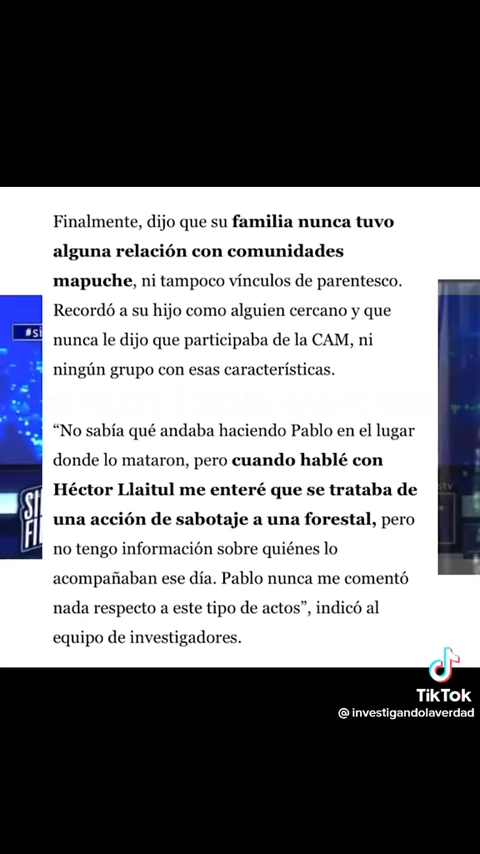 Finalmente, dijo que su familia nunca tuvo
alguna relación con comunidades
mapuche, ni tampoco vínculos de parentesco.
Recordó a su hijo como alguien cercano y que
nunca le dijo que participaba de la CAM, ni
ningún grupo con esas características.
“No sabía qué andaba haciendo Pablo en el lugar
donde lo mataron, pero cuando hablé con
Héctor Llaitul me enteré que se trataba de
una acción de sabotaje a una forestal, pero
no tengo información sobre quiénes lo
acompañaban ese día. Pablo nunca me comentó
nada respecto a este tipo de actos”, indicó al
equipo de investigadores.
#si
TikTok
@investigandolaverdad